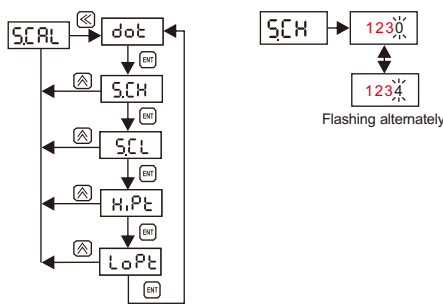 S.CAL
dot
ENT
S.CH
ENT
S.CL
ENT
H.Pt
ENT
LoPt
ENT
S.CH
1230
1234
Flashing alternately